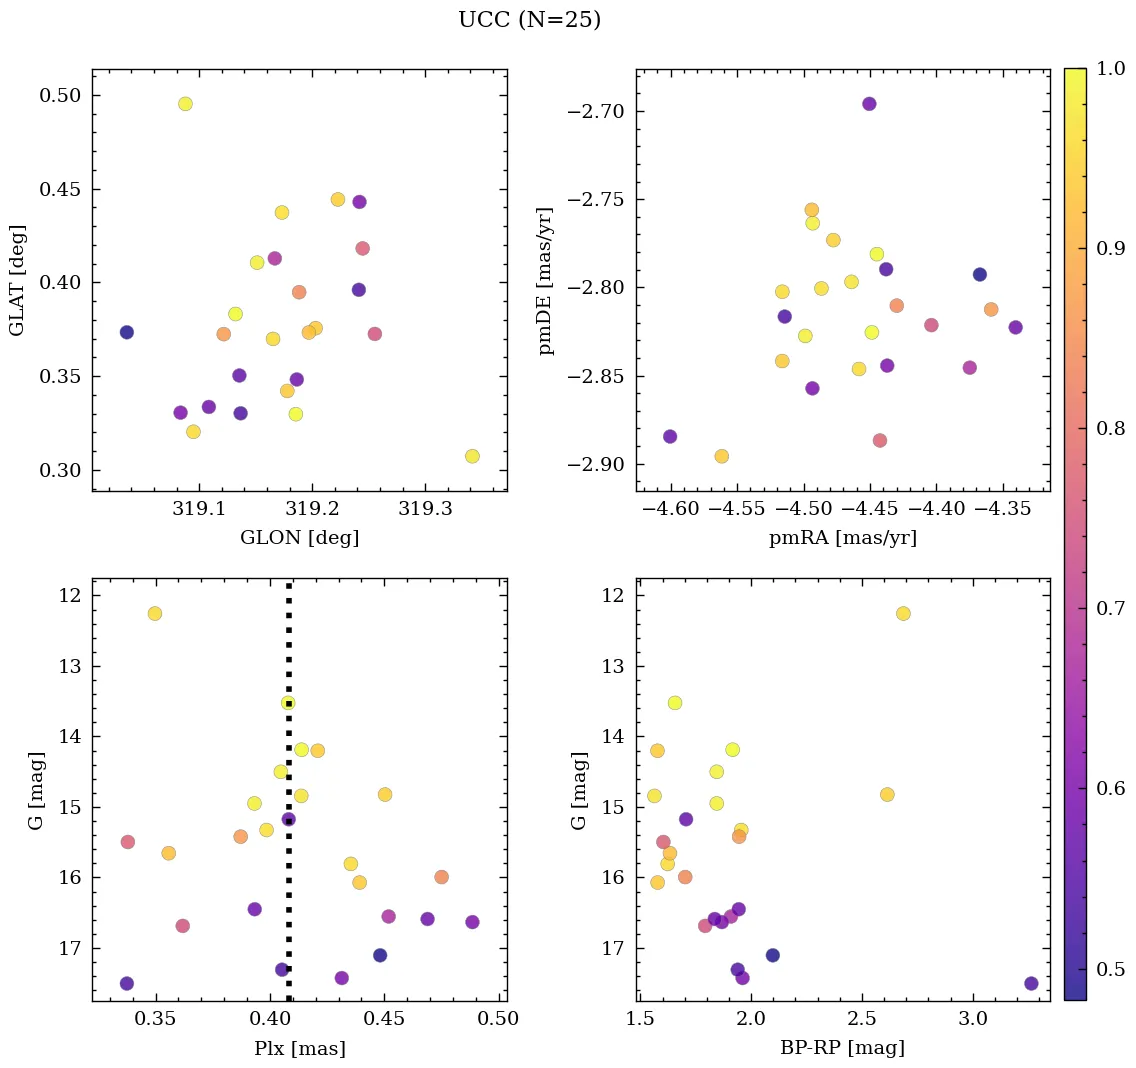 UCC (N=25)
0.50
0.45
0.40
0.35
0.30
GLAT [deg]
319.1 319.2 319.3
GLON [deg]
−2.70
−2.75
−2.80
−2.85
−2.90
pmDE [mas/yr]
−4.60 −4.55 −4.50 −4.45 −4.40 −4.35
pmRA [mas/yr]
12
13
14
15
16
17
G [mag]
0.35 0.40 0.45 0.50
Plx [mas]
12
13
14
15
16
17
G [mag]
1.5 2.0 2.5 3.0
BP-RP [mag]
1.0
0.9
0.8
0.7
0.6
0.5